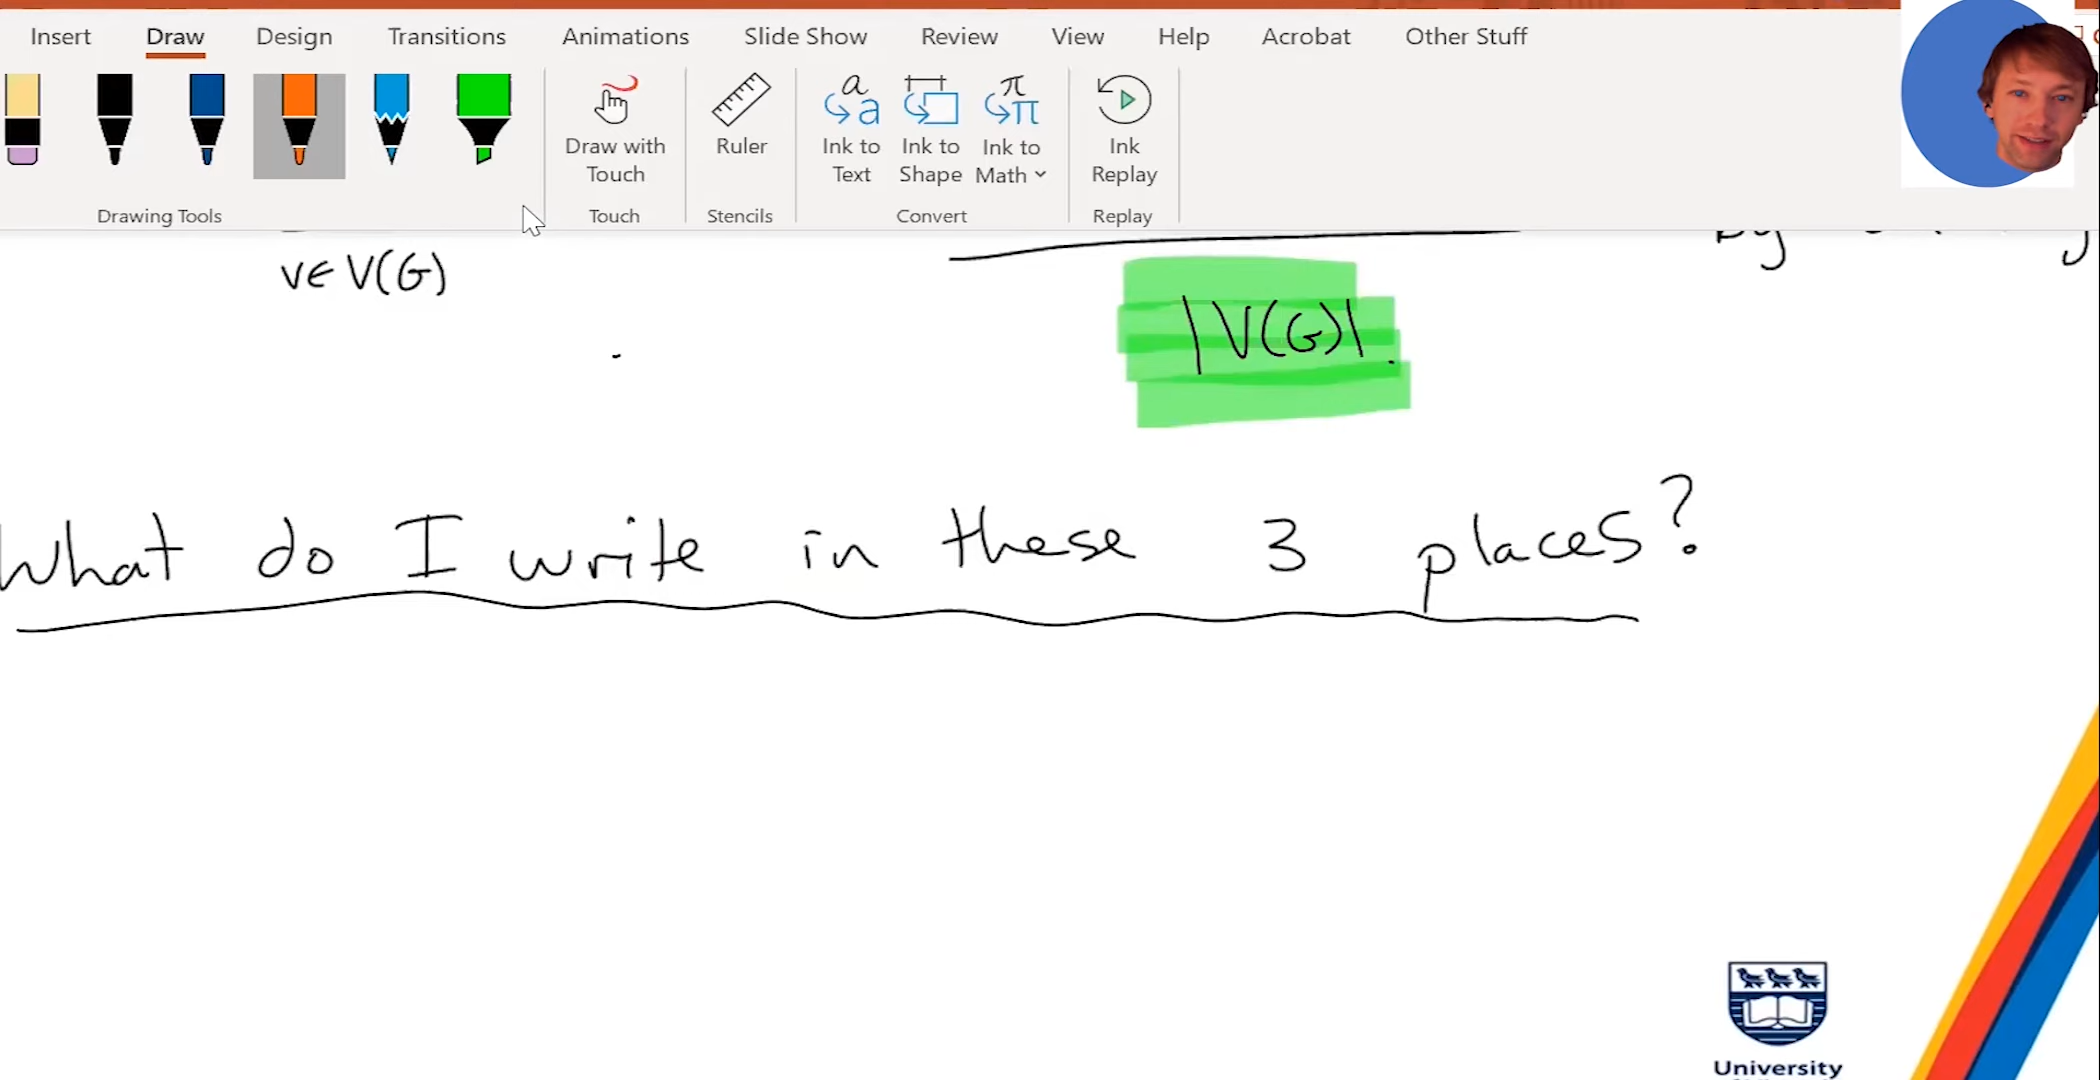 Insert Draw Design Transitions Animations Slide Show Review View Help Acrobat Other Stuff
Draw with Touch
Ruler
Ink to Text
Ink to Shape
Ink to Math
Ink Replay
Drawing Tools Touch Stencils Convert Replay
v∈V(G)
|V(G)|.
What do I write in these 3 places?
University